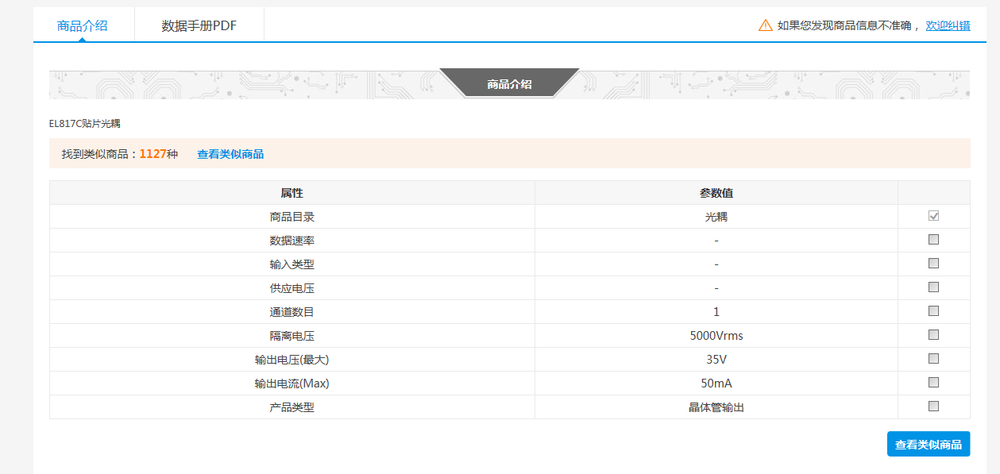 商品介绍 数据手册PDF 如果您发现商品信息不准确， 欢迎纠错
商品介绍
EL817C贴片光耦
找到类似商品：1127种 查看类似商品
属性 参数值
商品目录 光耦
数据速率 -
输入类型 -
供应电压 -
通道数目 1
隔离电压 5000Vrms
输出电压(最大) 35V
输出电流(Max) 50mA
产品类型 晶体管输出
查看类似商品